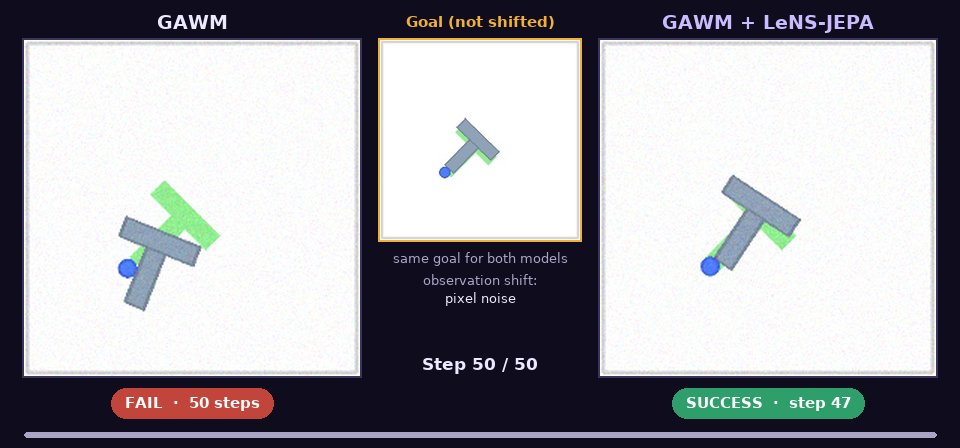 GAWM
Goal (not shifted)
GAWM + LeNS-JEPA
same goal for both models
observation shift:
pixel noise
Step 50 / 50
FAIL · 50 steps
SUCCESS · step 47